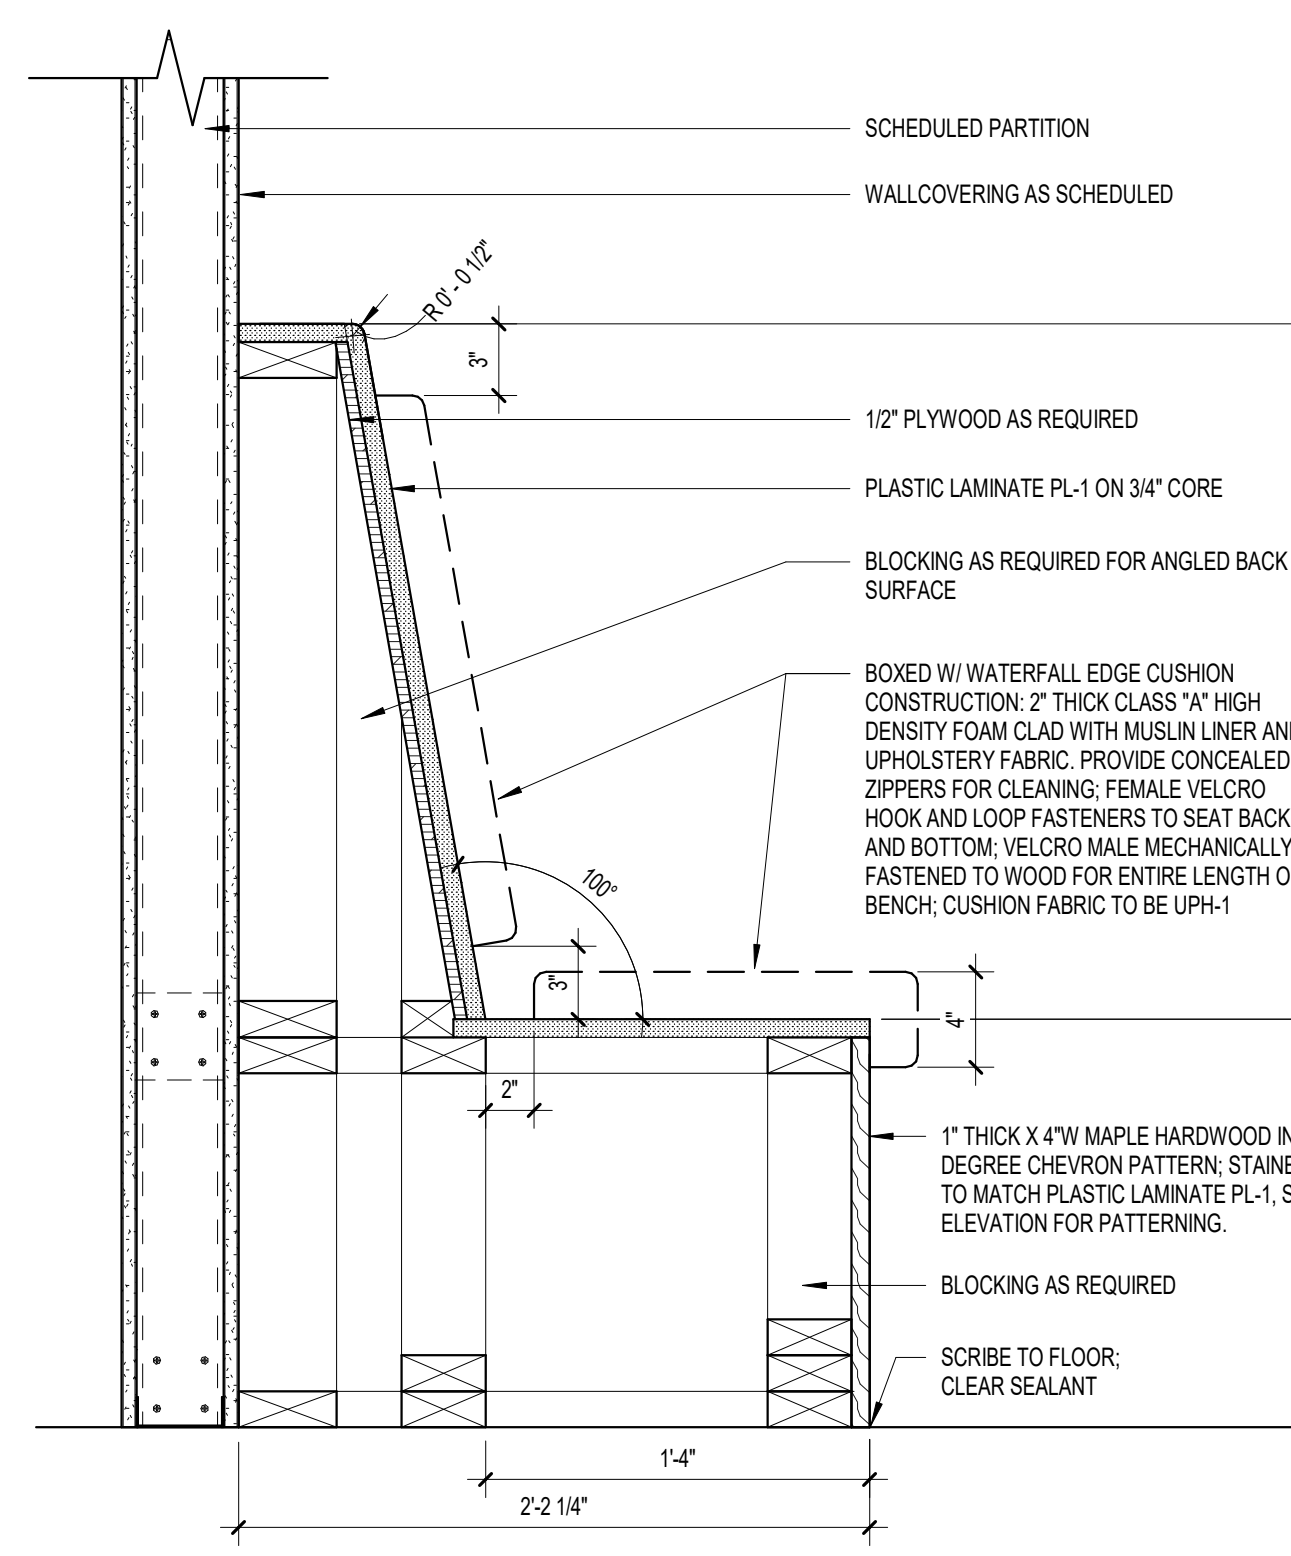 SCHEDULED PARTITION
WALLCOVERING AS SCHEDULED
R 0' - 0 1/2"
3"
1/2" PLYWOOD AS REQUIRED
PLASTIC LAMINATE PL-1 ON 3/4" CORE
BLOCKING AS REQUIRED FOR ANGLED BACK
SURFACE
BOXED W/ WATERFALL EDGE CUSHION
CONSTRUCTION: 2" THICK CLASS "A" HIGH
DENSITY FOAM CLAD WITH MUSLIN LINER AN
UPHOLSTERY FABRIC. PROVIDE CONCEALED
ZIPPERS FOR CLEANING; FEMALE VELCRO
HOOK AND LOOP FASTENERS TO SEAT BACK
AND BOTTOM; VELCRO MALE MECHANICALLY
FASTENED TO WOOD FOR ENTIRE LENGTH O
BENCH; CUSHION FABRIC TO BE UPH-1
100°
3"
4"
2"
1" THICK X 4"W MAPLE HARDWOOD IN
DEGREE CHEVRON PATTERN; STAINE
TO MATCH PLASTIC LAMINATE PL-1, S
ELEVATION FOR PATTERNING.
BLOCKING AS REQUIRED
SCRIBE TO FLOOR;
CLEAR SEALANT
1'-4"
2'-2 1/4"